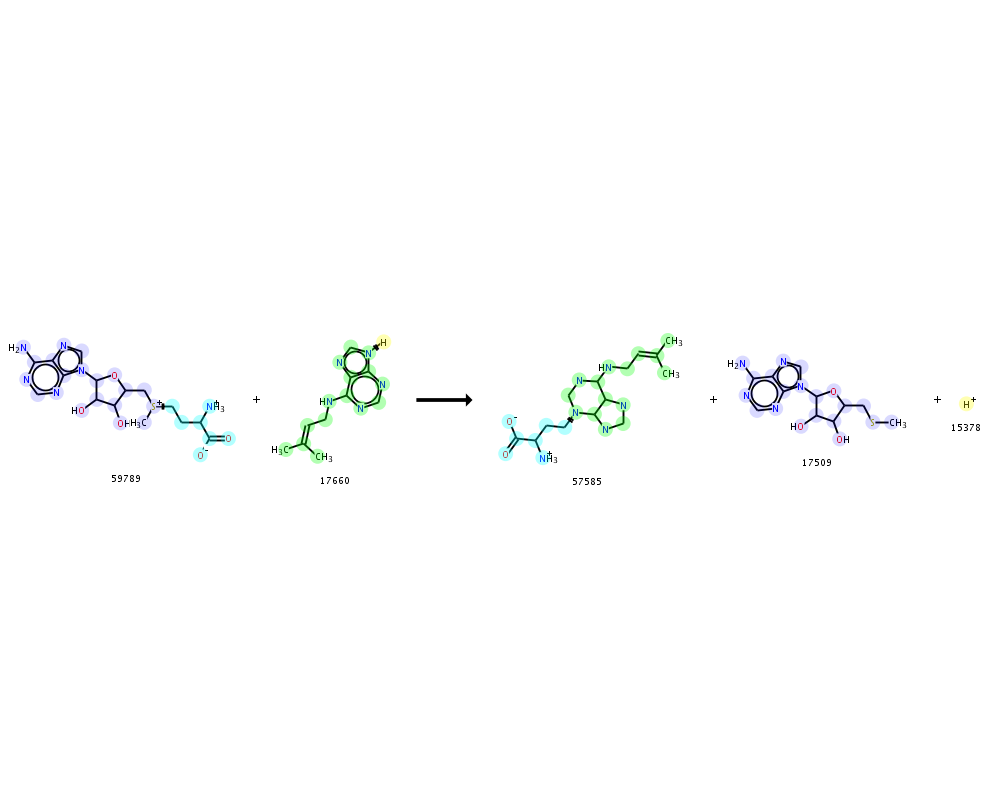 H2N N N N N O HO OH H3C S+ NH3+ O O-
59789
+
N N H N N HN H3C CH3
17660
O- O NH3+ N N HN N N CH3 CH3
57585
+
H2N N N N N O HO OH S CH3
17509
+
H+
15378